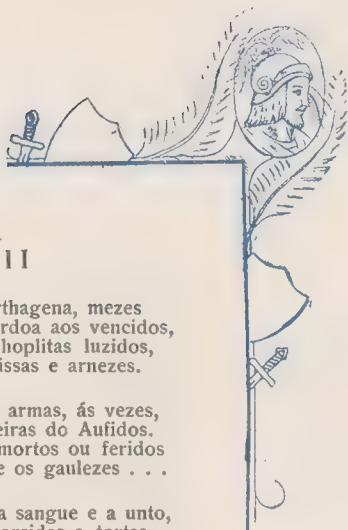 II
rthagena, mezes
rdoa aos vencidos,
hoplitas luzidos,
issas e arnezes.
armas, ás vezes,
eiras do Aufidos.
mortos ou feridos
e os gaulezes . . .
a sangue e a unto,